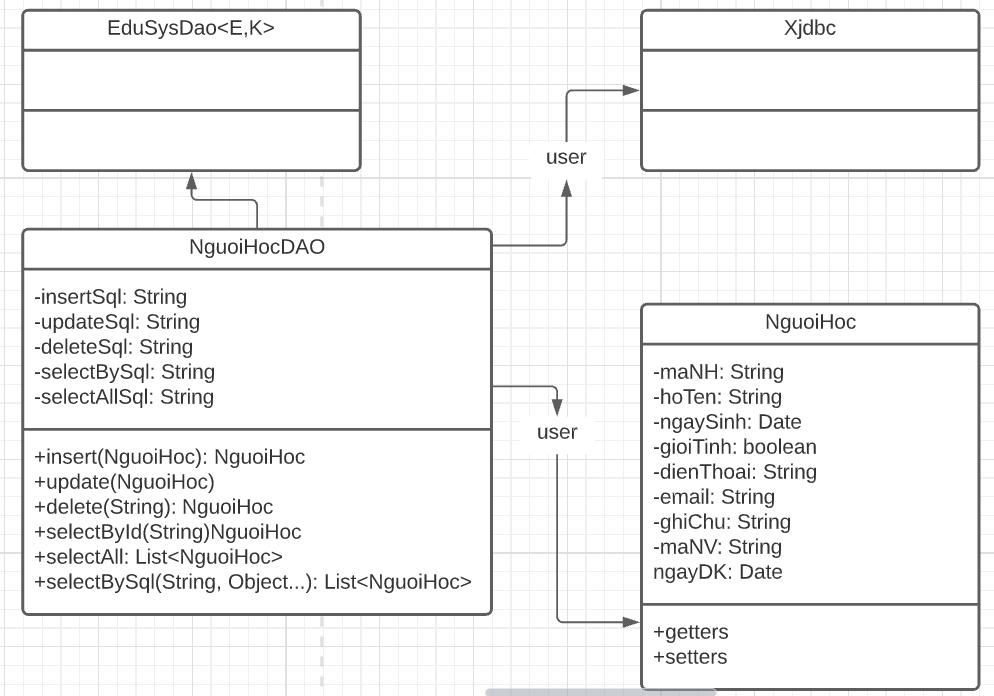 EduSysDao<E,K>
Xjdbc
user
NguoiHocDAO
-insertSql: String
-updateSql: String
-deleteSql: String
-selectBySql: String
-selectAllSql: String
+insert(NguoiHoc): NguoiHoc
+update(NguoiHoc)
+delete(String): NguoiHoc
+selectById(String)NguoiHoc
+selectAll: List<NguoiHoc>
+selectBySql(String, Object...): List<NguoiHoc>
user
NguoiHoc
-maNH: String
-hoTen: String
-ngaySinh: Date
-gioiTinh: boolean
-dienThoai: String
-email: String
-ghiChu: String
-maNV: String
ngayDK: Date
+getters
+setters